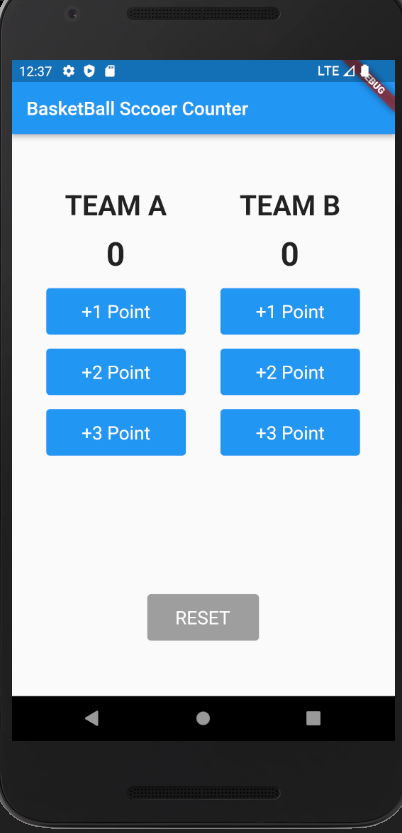 12:37 LTE
DEBUG
BasketBall Sccoer Counter
TEAM A TEAM B
0 0
+1 Point +1 Point
+2 Point +2 Point
+3 Point +3 Point
RESET